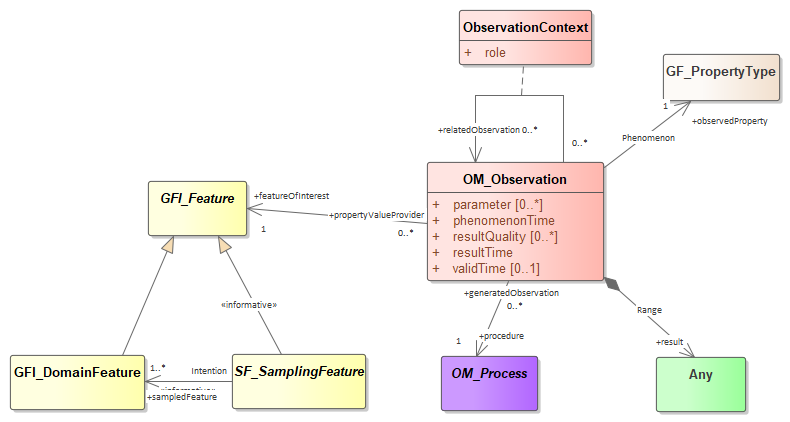 ObservationContext
+ role
GF_PropertyType
1
+observedProperty
Phenomenon
+relatedObservation 0..*
0..*
OM_Observation
+ parameter [0..*]
+ phenomenonTime
+ resultQuality [0..*]
+ resultTime
+ validTime [0..1]
GFI_Feature
+featureOfInterest
1
+propertyValueProvider
0..*
«informative»
+generatedObservation
0..*
Range
1
+procedure
+result
GFI_DomainFeature
1..*
Intention
«informative»
+sampledFeature
SF_SamplingFeature
OM_Process
Any